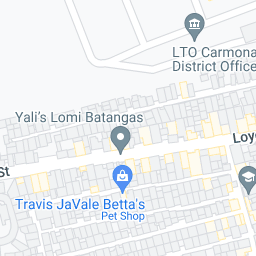 LTO Carmona
District Office
Yali's Lomi Batangas
Loy
St
Travis JaVale Betta's
Pet Shop